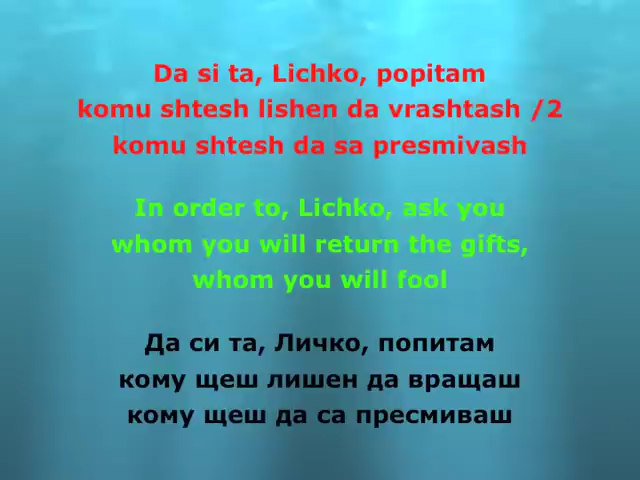 Da si ta, Lichko, popitam
komu shtesh lishen da vrashtash /2
komu shtesh da sa presmivash
In order to, Lichko, ask you
whom you will return the gifts,
whom you will fool
Да си та, Личко, попитам
кому щеш лишен да вращаш
кому щеш да са пресмиваш